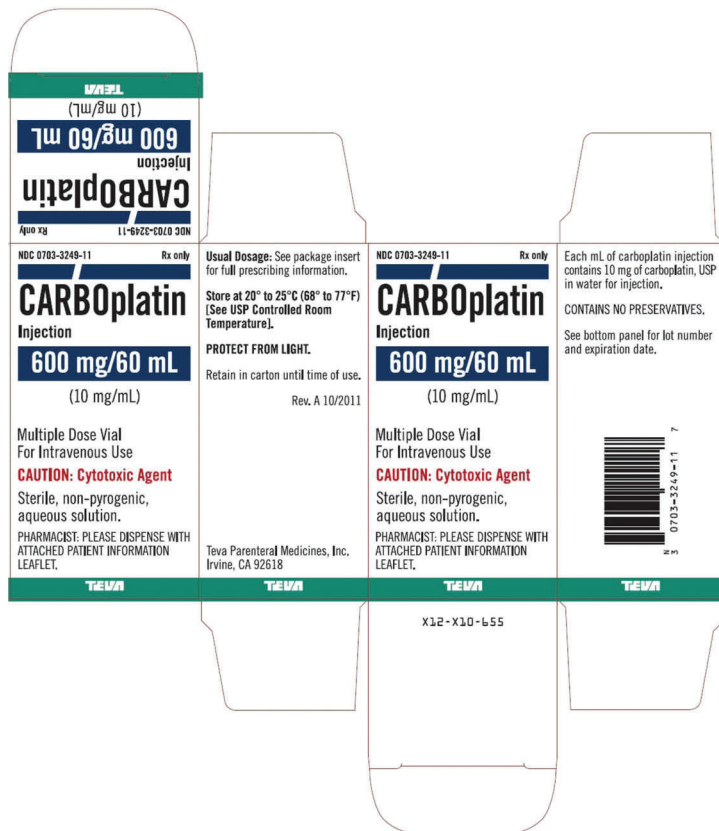 TEVA
(10 mg/mL)
600 mg/60 mL
Injection
CARBOplatin
NDC 0703-3249-11 Rx only
NDC 0703-3249-11 Rx only
CARBOplatin
Injection
600 mg/60 mL
(10 mg/mL)
Multiple Dose Vial
For Intravenous Use
CAUTION: Cytotoxic Agent
Sterile, non-pyrogenic,
aqueous solution.
PHARMACIST: PLEASE DISPENSE WITH
ATTACHED PATIENT INFORMATION
LEAFLET.
TEVA
Usual Dosage: See package insert
for full prescribing information.
Store at 20° to 25°C (68° to 77°F)
[See USP Controlled Room
Temperature].
PROTECT FROM LIGHT.
Retain in carton until time of use.
Rev. A 10/2011
Teva Parenteral Medicines, Inc.
Irvine, CA 92618
TEVA
NDC 0703-3249-11 Rx only
CARBOplatin
Injection
600 mg/60 mL
(10 mg/mL)
Multiple Dose Vial
For Intravenous Use
CAUTION: Cytotoxic Agent
Sterile, non-pyrogenic,
aqueous solution.
PHARMACIST: PLEASE DISPENSE WITH
ATTACHED PATIENT INFORMATION
LEAFLET.
TEVA
X12-X10-655
Each mL of carboplatin injection
contains 10 mg of carboplatin, USP
in water for injection.
CONTAINS NO PRESERVATIVES.
See bottom panel for lot number
and expiration date.
N
3 0703-3249-11 7
TEVA